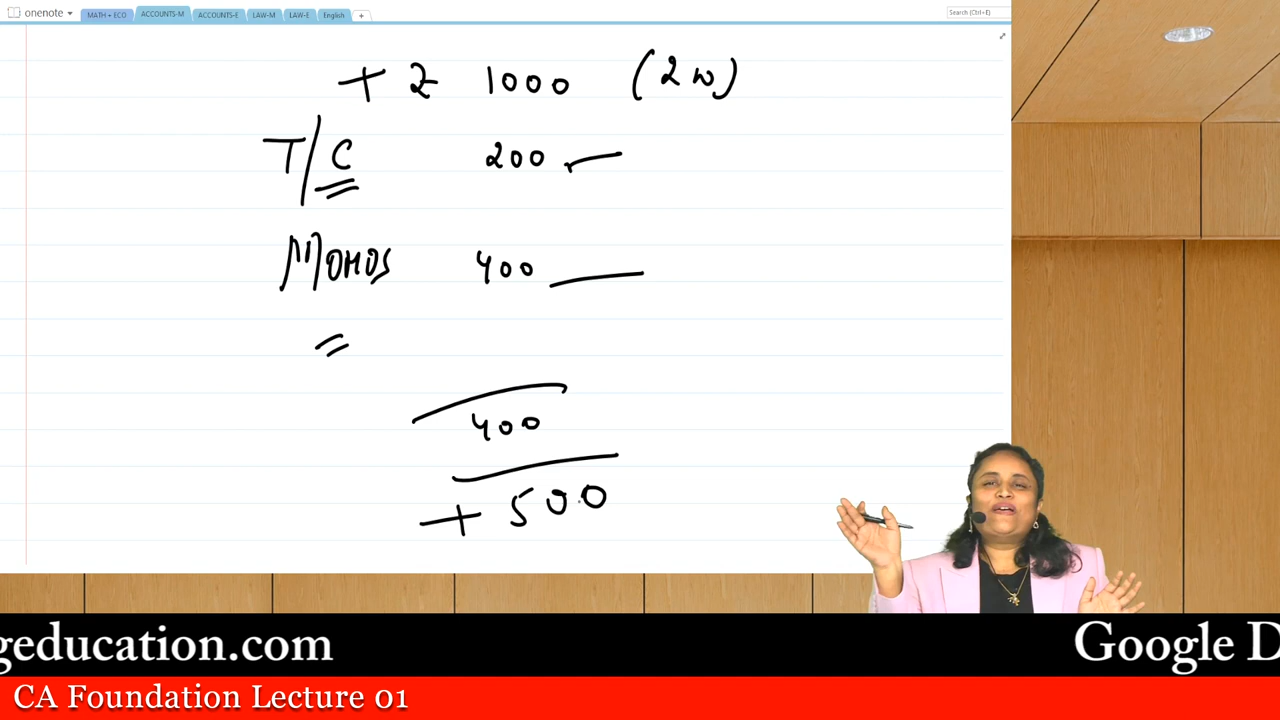 onenote MATH + ECO ACCOUNTS-M ACCOUNTS-E LAW-M LAW-E English + Search (Ctrl+E)
+ 2 1000 (2 w)
T/C 200
MOMOS 400
400
+ 500
geducation.com Google D
CA Foundation Lecture 01